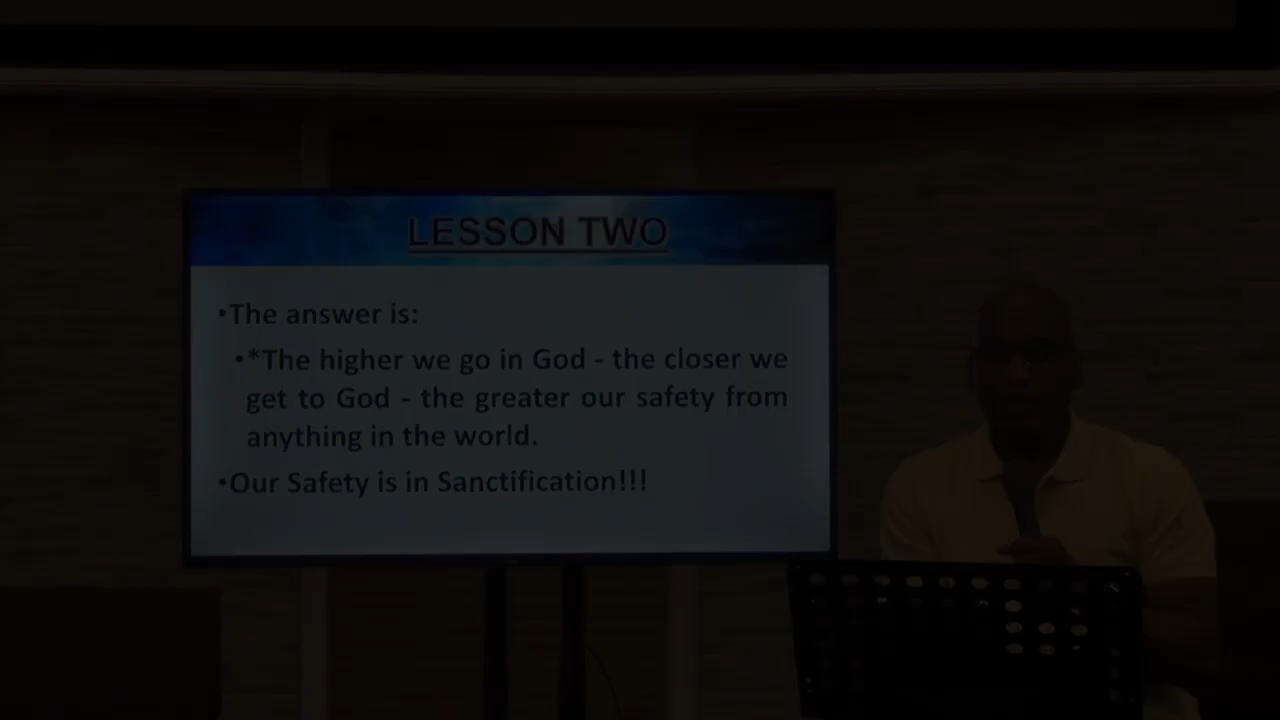 LESSON TWO
•The answer is:
•*The higher we go in God - the closer we
get to God - the greater our safety from
anything in the world.
•Our Safety is in Sanctification!!!